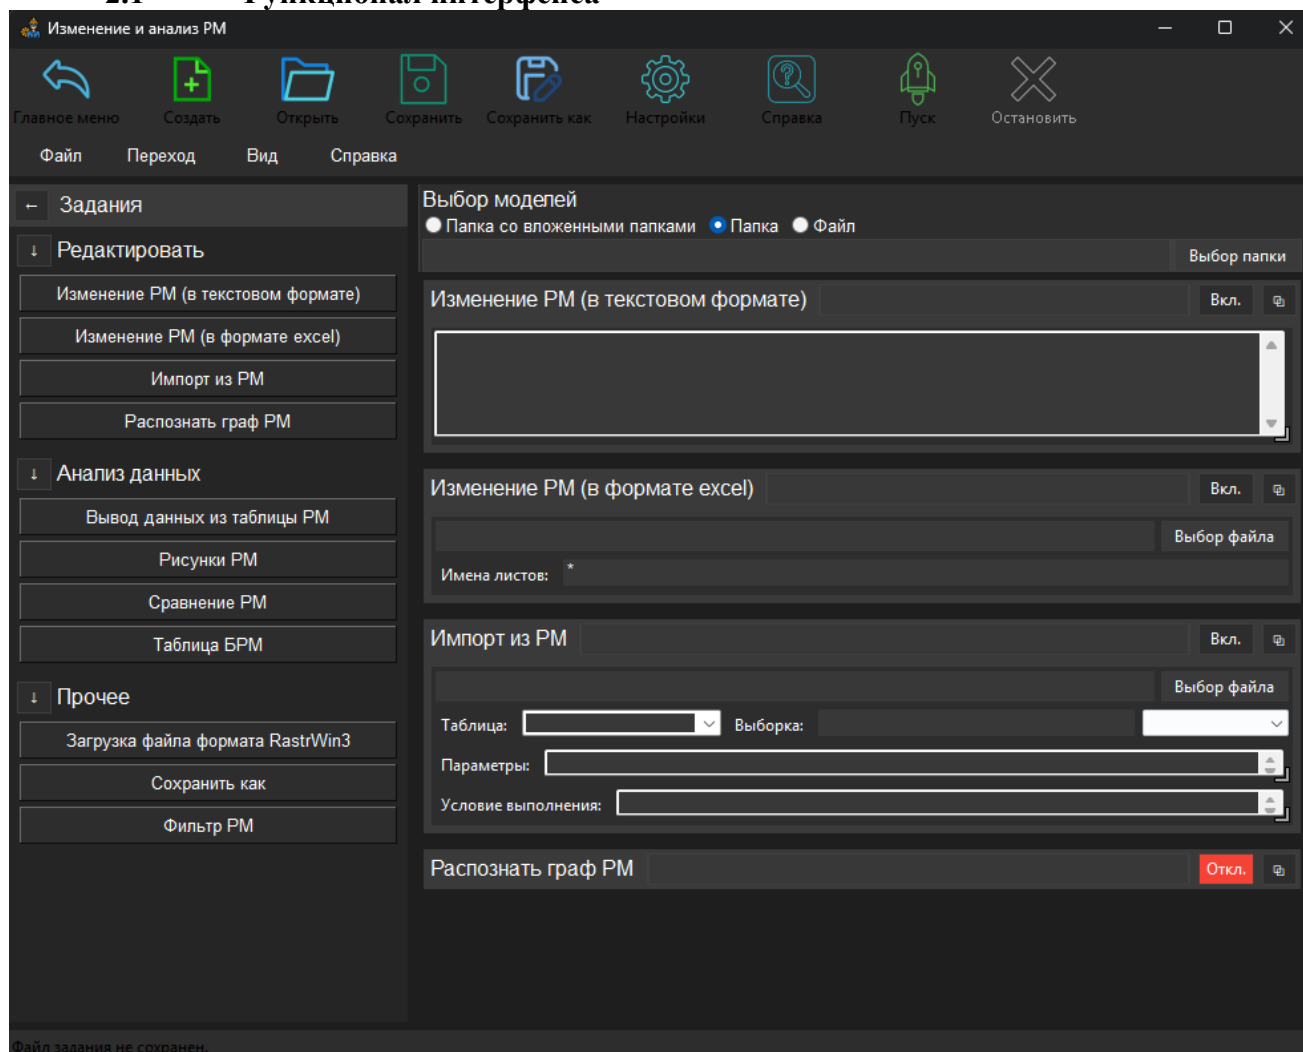 2.1 Функционал интерфейса
Изменение и анализ РМ
Главное меню Создать Открыть Сохранить Сохранить как Настройки Справка Пуск Остановить
Файл Переход Вид Справка
← Задания
↓ Редактировать
Изменение РМ (в текстовом формате)
Изменение РМ (в формате excel)
Импорт из РМ
Распознать граф РМ
↓ Анализ данных
Вывод данных из таблицы РМ
Рисунки РМ
Сравнение РМ
Таблица БРМ
↓ Прочее
Загрузка файла формата RastrWin3
Сохранить как
Фильтр РМ
Выбор моделей
Папка со вложенными папками Папка Файл
Выбор папки
Изменение РМ (в текстовом формате) Вкл.
Изменение РМ (в формате excel) Вкл.
Выбор файла
Имена листов: *
Импорт из РМ Вкл.
Выбор файла
Таблица: Выборка:
Параметры:
Условие выполнения:
Распознать граф РМ Откл.
Файл задания не сохранен.